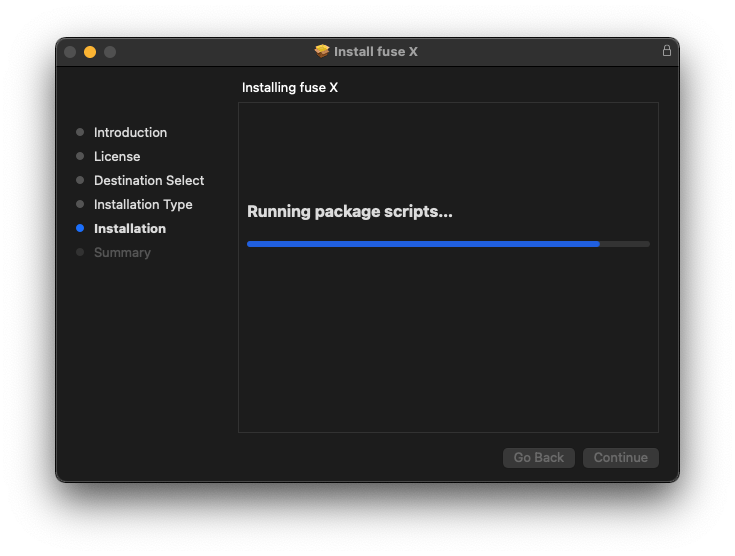 Install fuse X
Installing fuse X
Introduction
License
Destination Select
Installation Type
Installation
Summary
Running package scripts...
Go Back
Continue